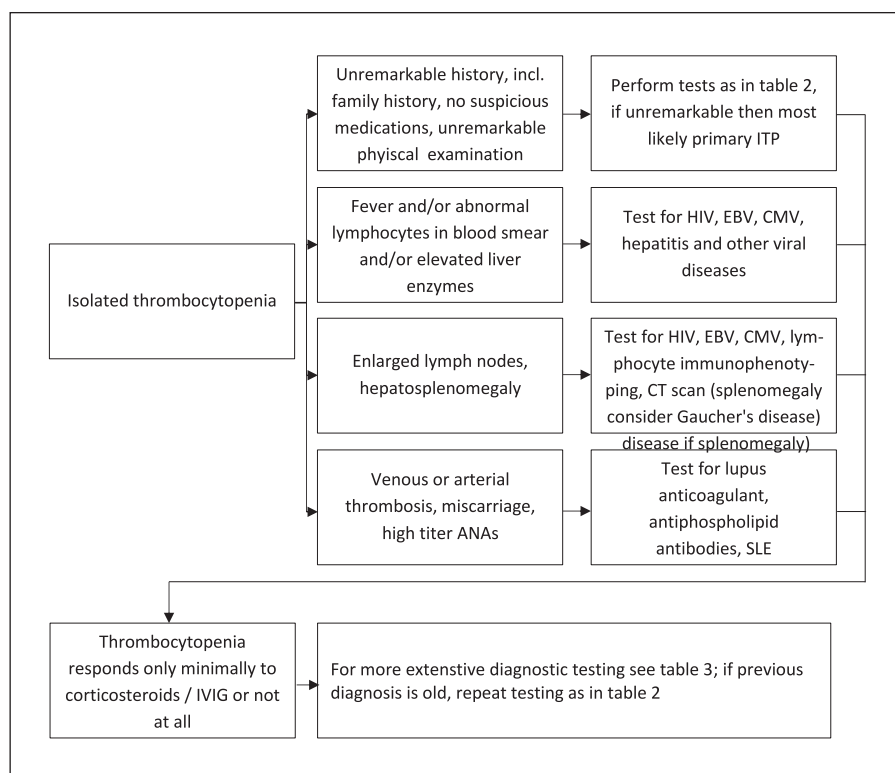 Unremarkable history, incl.
family history, no suspicious
medications, unremarkable
phyiscal examination
Perform tests as in table 2,
if unremarkable then most
likely primary ITP
Isolated thrombocytopenia
Fever and/or abnormal
lymphocytes in blood smear
and/or elevated liver
enzymes
Test for HIV, EBV, CMV,
hepatitis and other viral
diseases
Enlarged lymph nodes,
hepatosplenomegaly
Test for HIV, EBV, CMV, lym-
phocyte immunophenoty-
ping, CT scan (splenomegaly
consider Gaucher's disease)
disease if splenomegaly)
Venous or arterial
thrombosis, miscarriage,
high titer ANAs
Test for lupus
anticoagulant,
antiphospholipid
antibodies, SLE
Thrombocytopenia
responds only minimally to
corticosteroids / IVIG or not
at all
For more extenstive diagnostic testing see table 3; if previous
diagnosis is old, repeat testing as in table 2